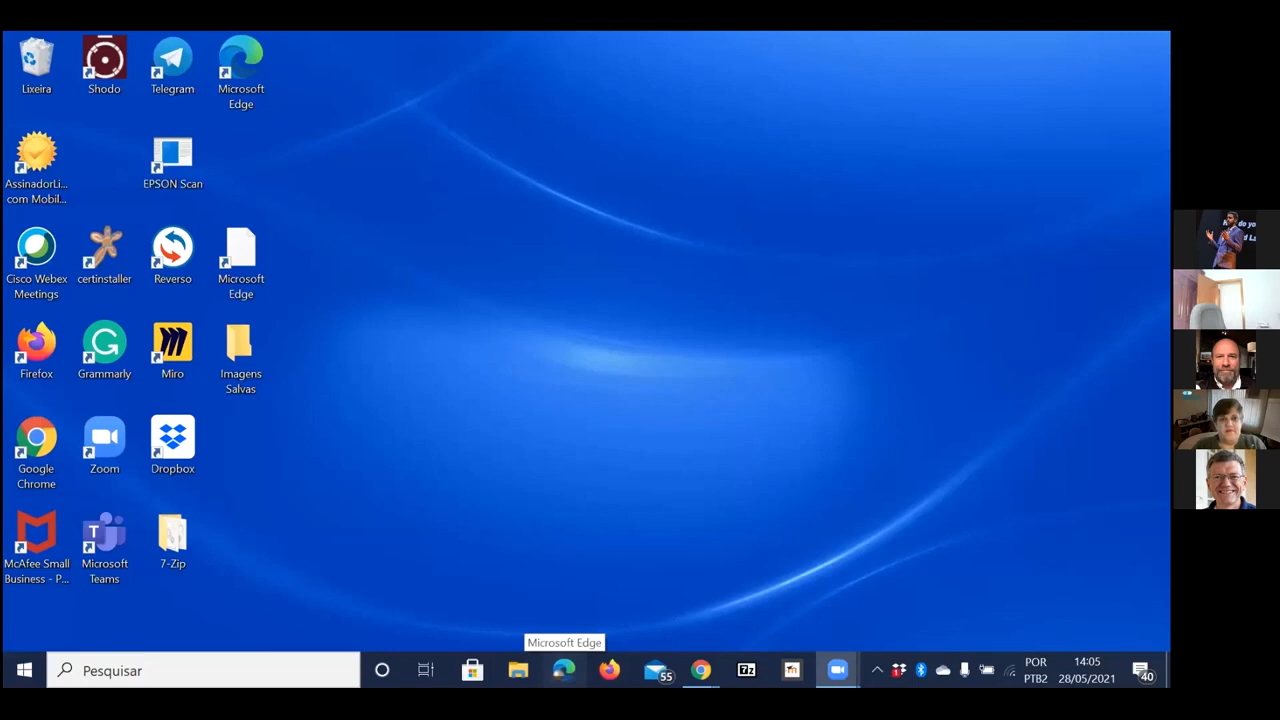 Lixeira
Shodo
Telegram
Microsoft
Edge
AssinadorLi...
com Mobil...
EPSON Scan
Cisco Webex
Meetings
certinstaller
Reverso
Microsoft
Edge
Firefox
Grammarly
Miro
Imagens
Salvas
Google
Chrome
Zoom
Dropbox
McAfee Small
Business - P...
Microsoft
Teams
7-Zip
Microsoft Edge
Pesquisar
55
POR
PTB2
14:05
28/05/2021
40